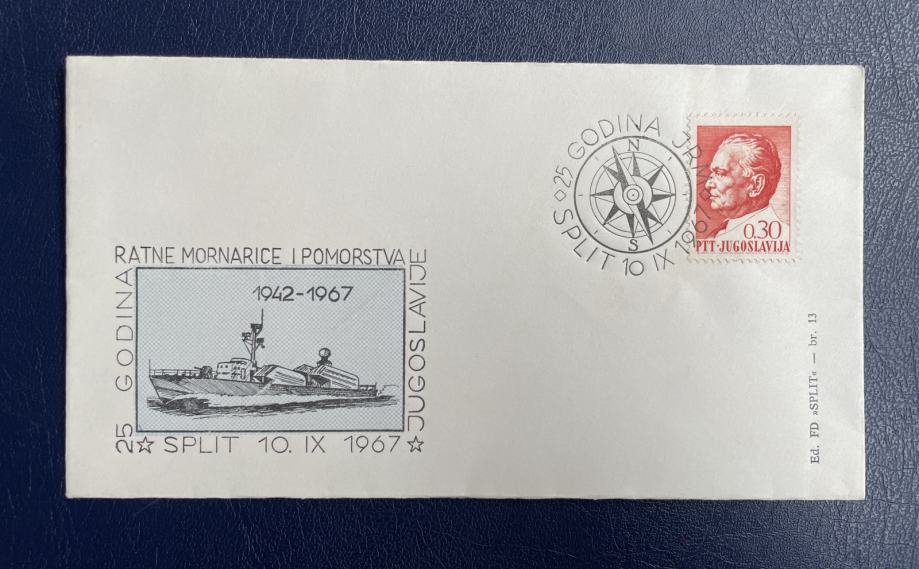 25 GODINA RATNE MORNARICE I POMORSTVA JUGOSLAVIJE
1942-1967
☆ SPLIT 10. IX 1967 ☆
25 GODINA JRM
SPLIT 10 IX 1967
N
S
0.30
PTT·JUGOSLAVIJA
Ed. FD »SPLIT« — br. 13